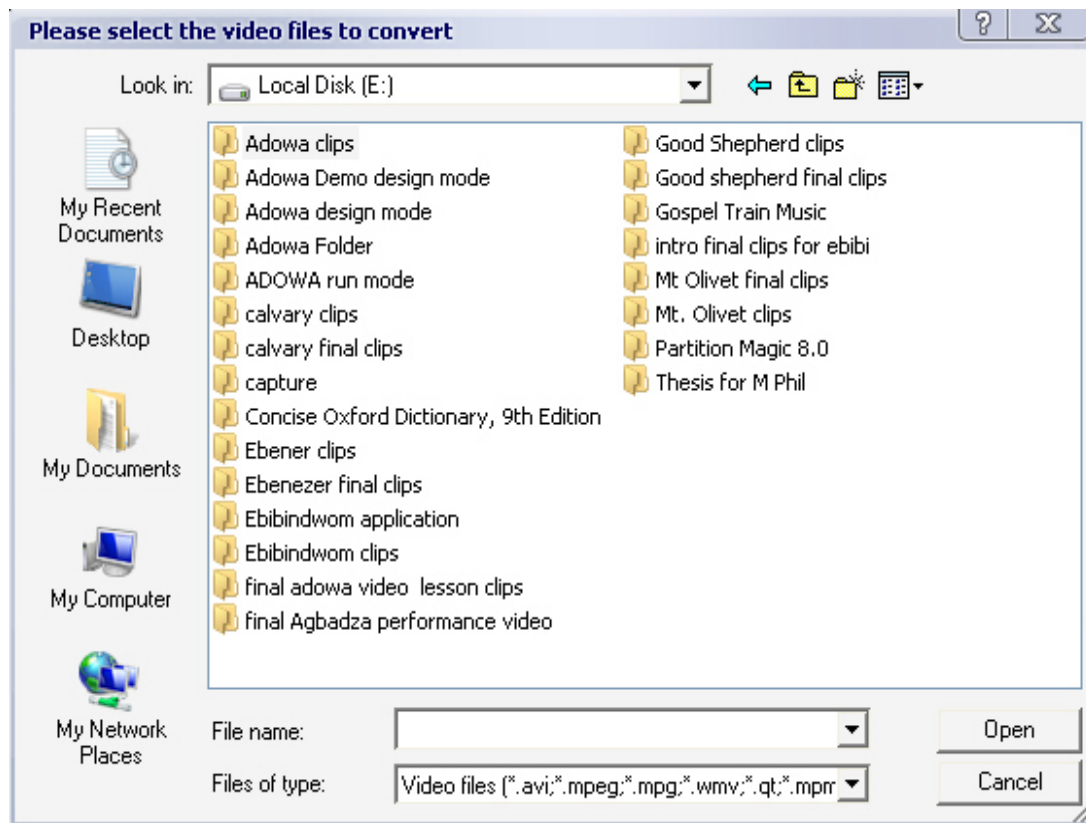 Please select the video files to convert
Look in:
Local Disk (E:)
My Recent
Documents
Desktop
My Documents
My Computer
My Network
Places
Adowa clips
Adowa Demo design mode
Adowa design mode
Adowa Folder
ADOWA run mode
calvary clips
calvary final clips
capture
Concise Oxford Dictionary, 9th Edition
Ebener clips
Ebenezer final clips
Ebibindwom application
Ebibindwom clips
final adowa video  lesson clips
final Agbadza performance video
Good Shepherd clips
Good shepherd final clips
Gospel Train Music
intro final clips for ebibi
Mt Olivet final clips
Mt. Olivet clips
Partition Magic 8.0
Thesis for M Phil
File name:
Open
Files of type:
Video files (*.avi;*.mpeg;*.mpg;*.wmv;*.qt;*.mpm
Cancel